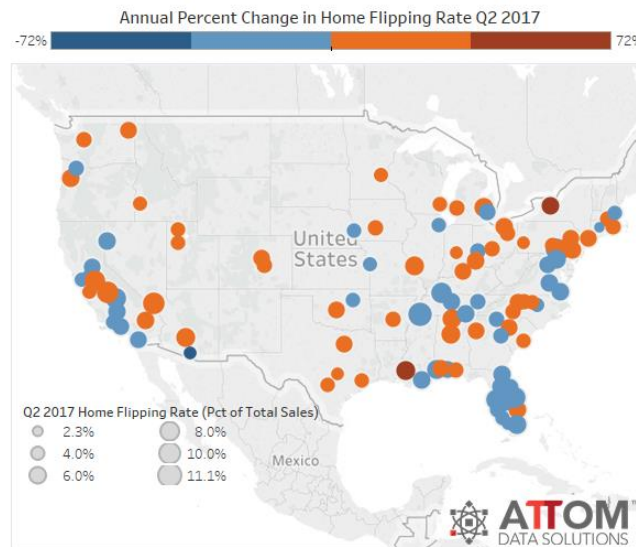 Annual Percent Change in Home Flipping Rate Q2 2017
-72% 72%
United
States
Q2 2017 Home Flipping Rate (Pct of Total Sales)
2.3% 8.0%
4.0% 10.0%
6.0% 11.1%
Mexico
ATTOM
DATA SOLUTIONS